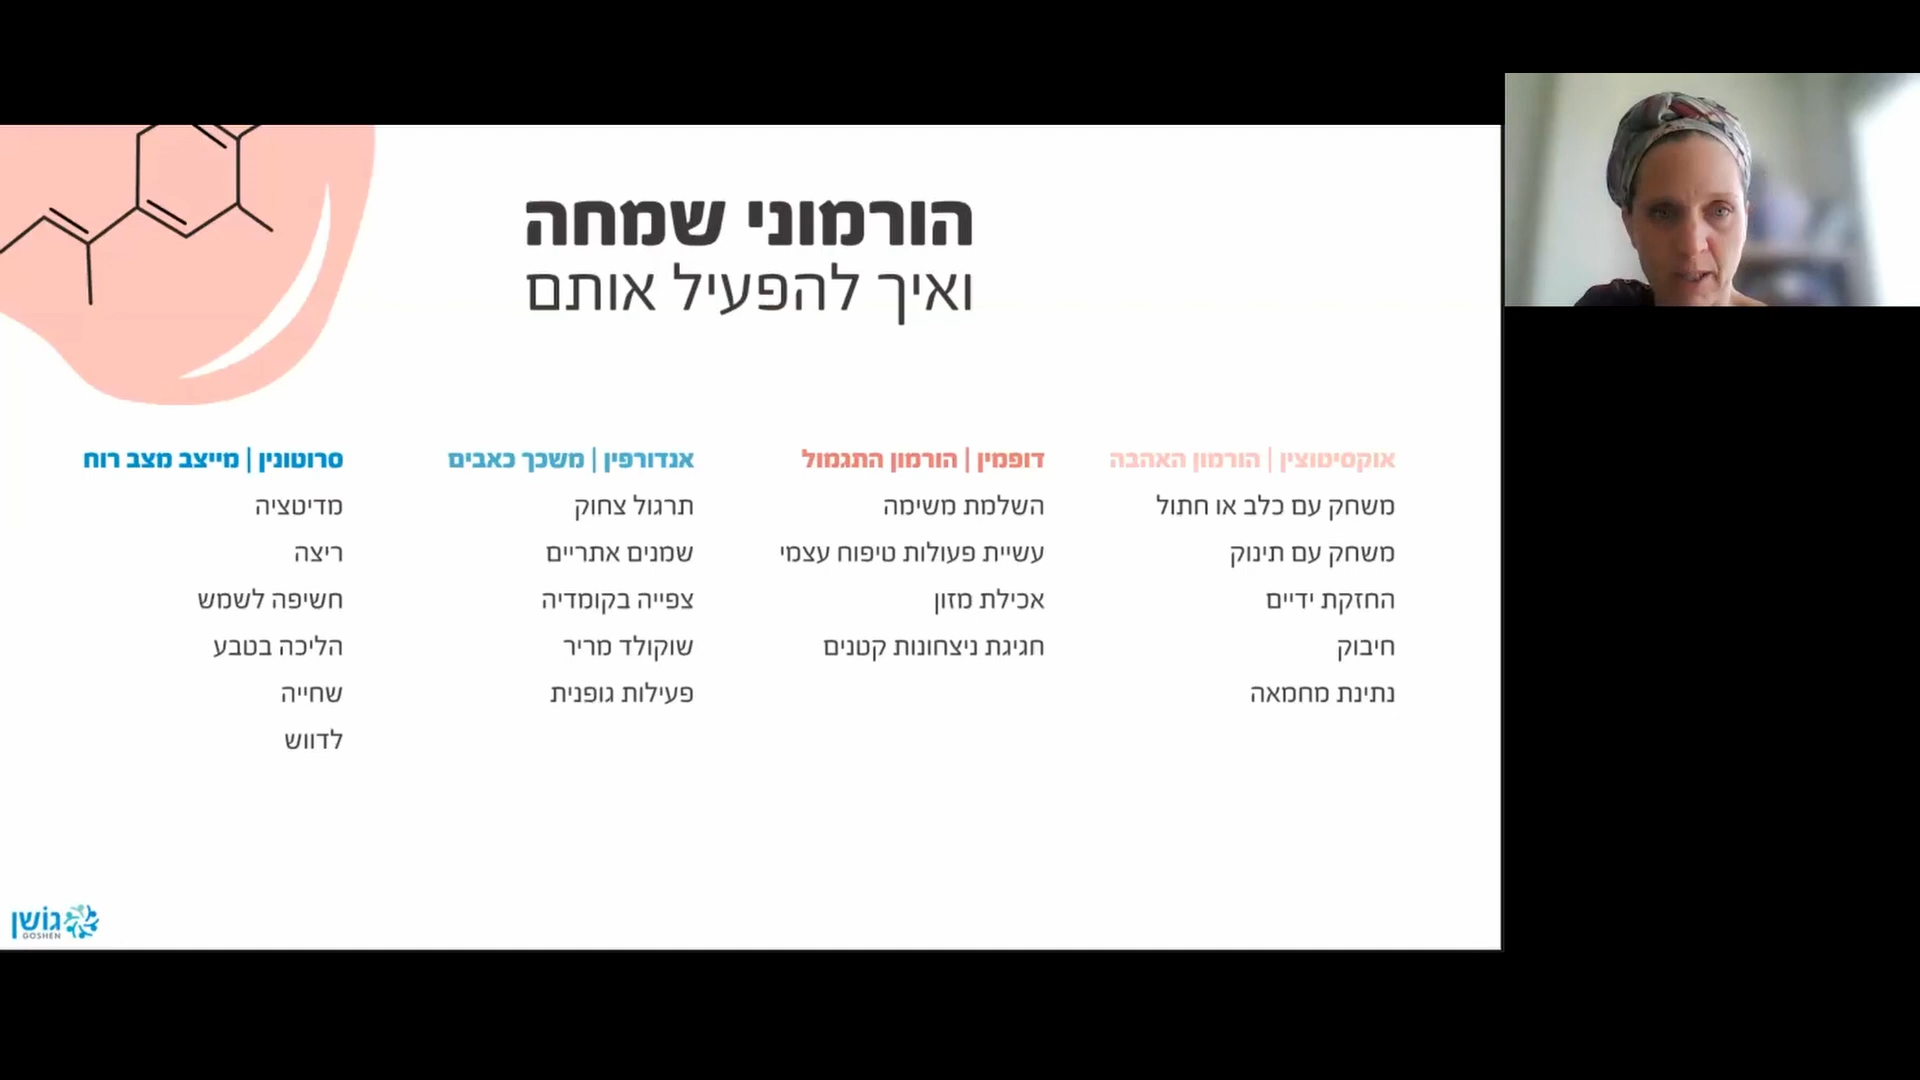 הורמוני שמחה
ואיך להפעיל אותם
אוקסיטוצין | הורמון האהבה
משחק עם כלב או חתול
משחק עם תינוק
החזקת ידיים
חיבוק
נתינת מחמאה
דופמין | הורמון התגמול
השלמת משימה
עשיית פעולות טיפוח עצמי
אכילת מזון
חגיגת ניצחונות קטנים
אנדורפין | משכך כאבים
תרגול צחוק
שמנים אתריים
צפייה בקומדיה
שוקולד מריר
פעילות גופנית
סרוטונין | מייצב מצב רוח
מדיטציה
ריצה
חשיפה לשמש
הליכה בטבע
שחייה
לדווש
גושן
GOSHEN